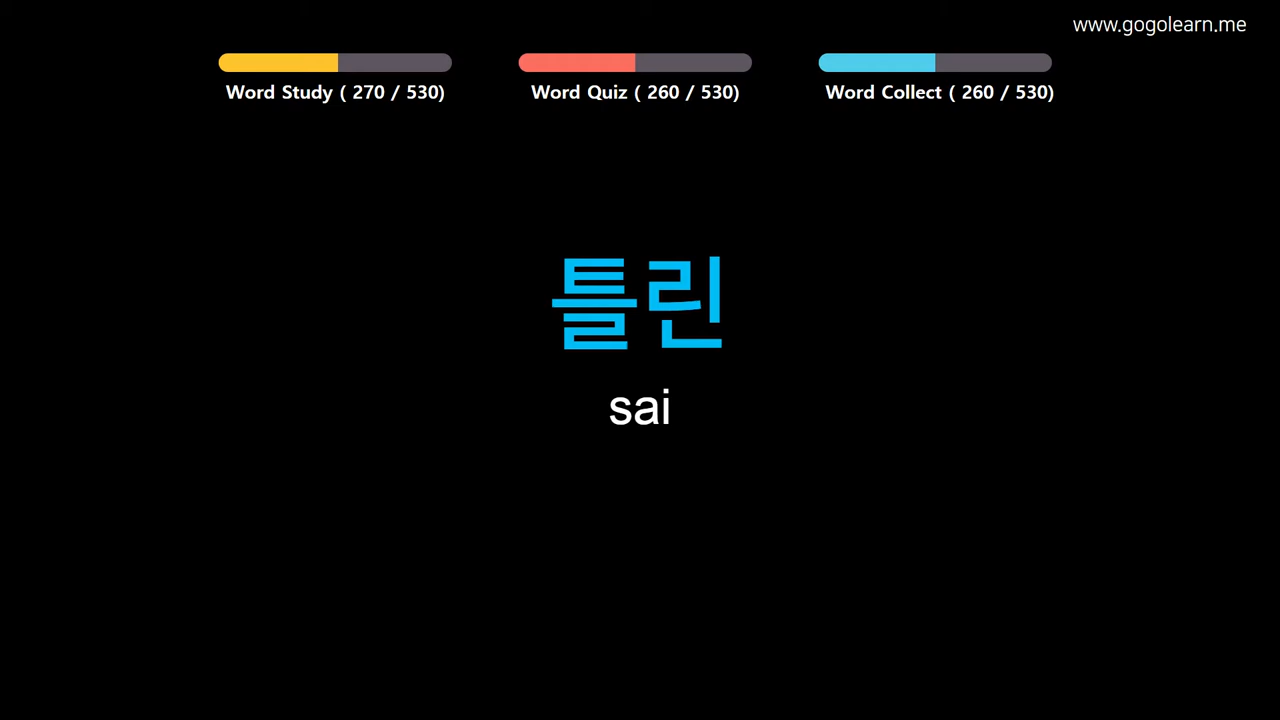 www.gogolearn.me
Word Study ( 270 / 530)
Word Quiz ( 260 / 530)
Word Collect ( 260 / 530)
틀린
sai